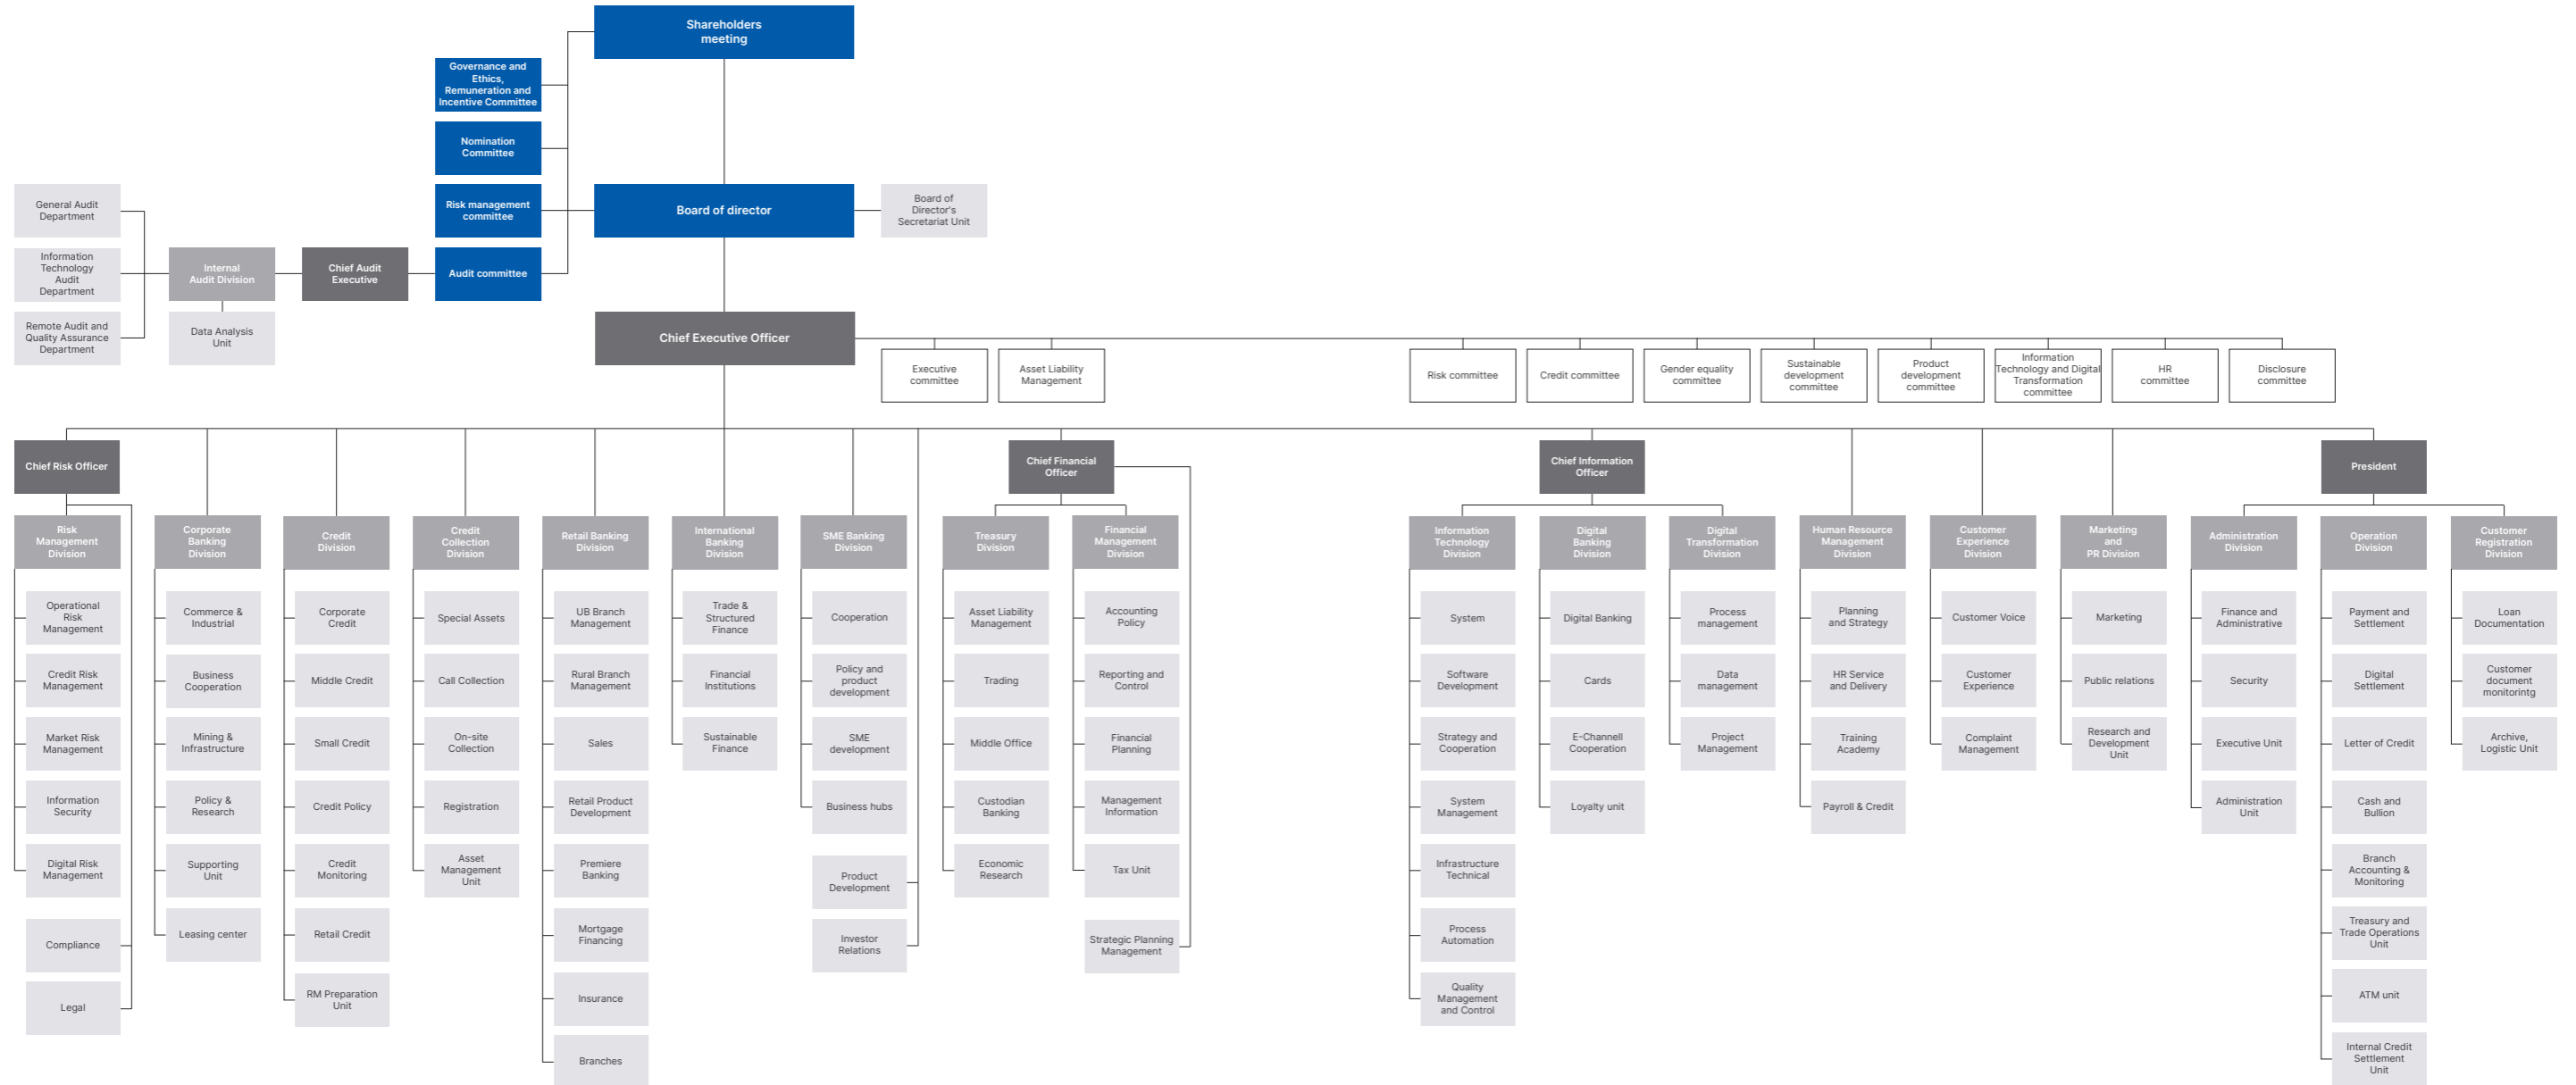 Shareholders
meeting
Governance and
Ethics,
Remuneration and
Incentive Committee
Nomination
Committee
Risk management
committee
Board of director
Board of
Director's
Secretariat Unit
General Audit
Department
Information
Technology
Audit
Department
Internal
Audit Division
Chief Audit
Executive
Audit committee
Remote Audit and
Quality Assurance
Department
Data Analysis
Unit
Chief Executive Officer
Executive
committee
Asset Liability
Management
Risk committee
Credit committee
Gender equality
committee
Sustainable
development
committee
Product
development
committee
Information
Technology and Digital
Transformation
committee
HR
committee
Disclosure
committee
Chief Risk Officer
Chief Financial
Officer
Chief Information
Officer
President
Risk
Management
Division
Operational
Risk
Management
Credit Risk
Management
Market Risk
Management
Information
Security
Digital Risk
Management
Compliance
Legal
Corporate
Banking
Division
Commerce &
Industrial
Business
Cooperation
Mining &
Infrastructure
Policy &
Research
Supporting
Unit
Leasing center
Credit
Division
Corporate
Credit
Middle Credit
Small Credit
Credit Policy
Credit
Monitoring
Retail Credit
RM Preparation
Unit
Credit
Collection
Division
Special Assets
Call Collection
On-site
Collection
Registration
Asset
Management
Unit
Retail Banking
Division
UB Branch
Management
Rural Branch
Management
Sales
Retail Product
Development
Premiere
Banking
Mortgage
Financing
Insurance
Branches
International
Banking
Division
Trade &
Structured
Finance
Financial
Institutions
Sustainable
Finance
SME Banking
Division
Cooperation
Policy and
product
development
SME
development
Business hubs
Product
Development
Investor
Relations
Treasury
Division
Asset Liability
Management
Trading
Middle Office
Custodian
Banking
Economic
Research
Financial
Management
Division
Accounting
Policy
Reporting and
Control
Financial
Planning
Management
Information
Tax Unit
Strategic Planning
Management
Information
Technology
Division
System
Software
Development
Strategy and
Cooperation
System
Management
Infrastructure
Technical
Process
Automation
Quality
Management
and Control
Digital
Banking
Division
Digital Banking
Cards
E-Channell
Cooperation
Loyalty unit
Digital
Transformation
Division
Process
management
Data
management
Project
Management
Human Resource
Management
Division
Planning
and Strategy
HR Service
and Delivery
Training
Academy
Payroll & Credit
Customer
Experience
Division
Customer Voice
Customer
Experience
Complaint
Management
Marketing
and
PR Division
Marketing
Public relations
Research and
Development
Unit
Administration
Division
Finance and
Administrative
Security
Executive Unit
Administration
Unit
Operation
Division
Payment and
Settlement
Digital
Settlement
Letter of Credit
Cash and
Bullion
Branch
Accounting &
Monitoring
Treasury and
Trade Operations
Unit
ATM unit
Internal Credit
Settlement
Unit
Customer
Registration
Division
Loan
Documentation
Customer
document
monitorintg
Archive,
Logistic Unit